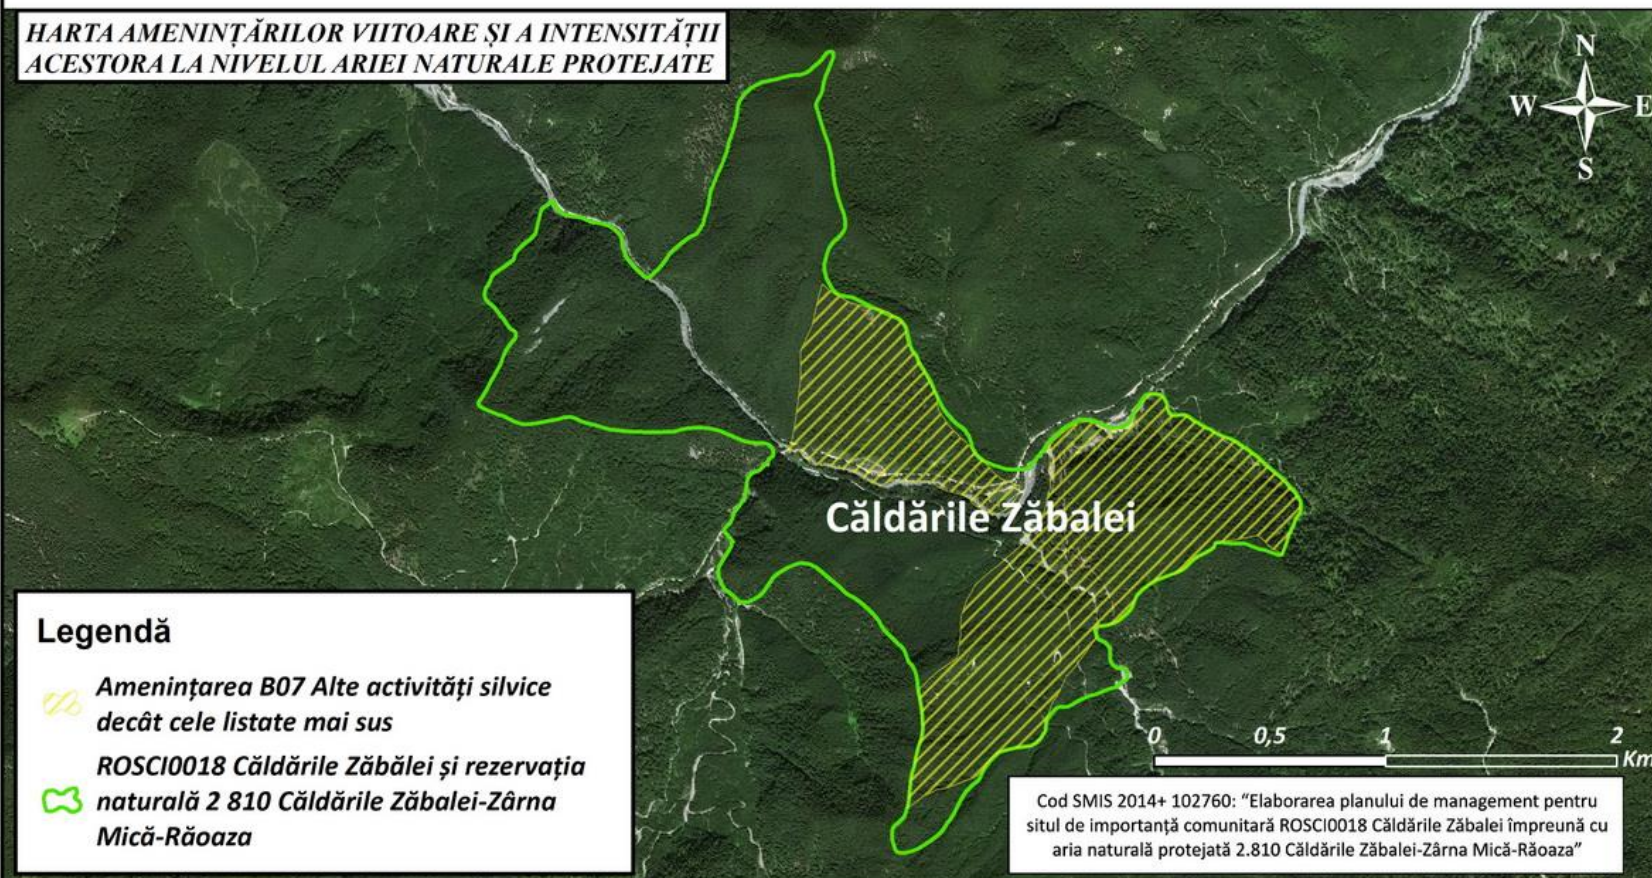 HARTA AMENINȚĂRILOR VIITOARE ȘI A INTENSITĂȚII
ACESTORA LA NIVELUL ARIEI NATURALE PROTEJATE
N
W E
S
Căldările Zăbalei
Legendă
Amenințarea B07 Alte activități silvice
decât cele listate mai sus
ROSCI0018 Căldările Zăbălei și rezervația
naturală 2 810 Căldările Zăbalei-Zârna
Mică-Răoaza
0 0,5 1 2
Km
Cod SMIS 2014+ 102760: “Elaborarea planului de management pentru
situl de importanță comunitară ROSCI0018 Căldările Zăbalei împreună cu
aria naturală protejată 2.810 Căldările Zăbalei-Zârna Mică-Răoaza”